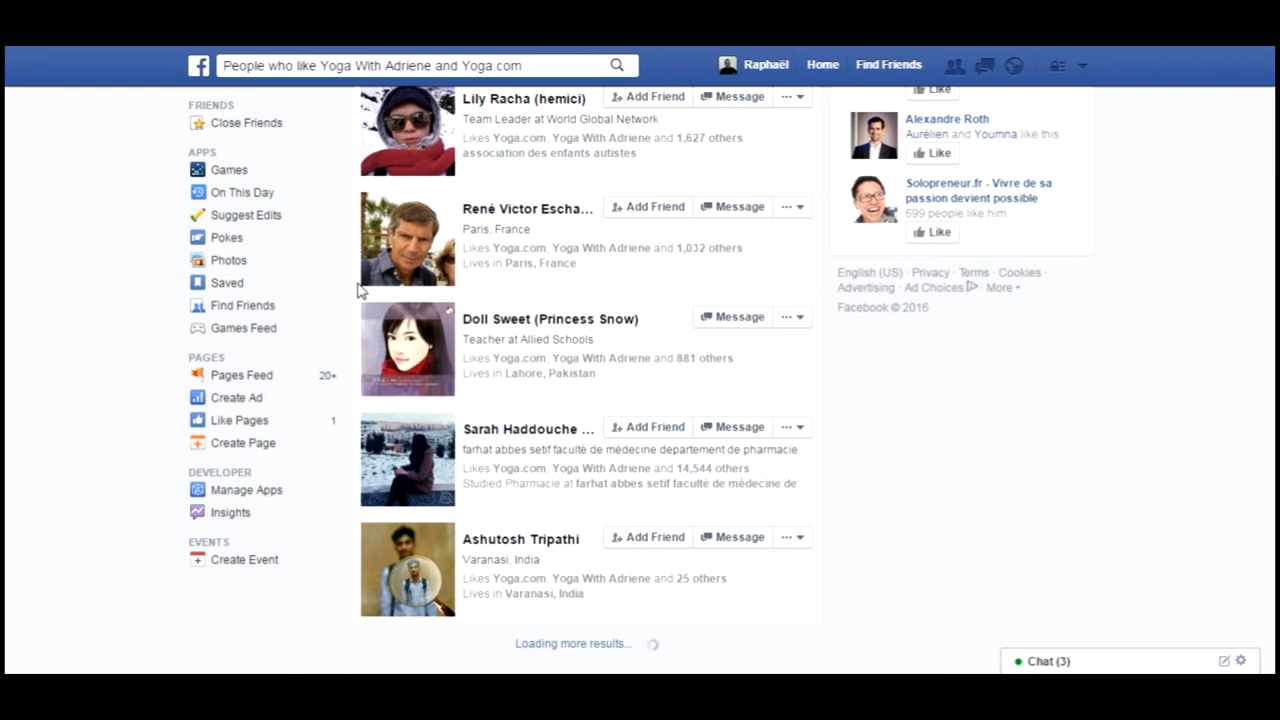 People who like Yoga With Adriene and Yoga.com
Raphaël Home Find Friends
FRIENDS
Close Friends
APPS
Games
On This Day
Suggest Edits
Pokes
Photos
Saved
Find Friends
Games Feed
PAGES
Pages Feed 20+
Create Ad
Like Pages 1
Create Page
DEVELOPER
Manage Apps
Insights
EVENTS
Create Event
Lily Racha (hemici) Add Friend Message
Team Leader at World Global Network
Likes Yoga.com, Yoga With Adriene and 1,627 others
association des enfants autistes
René Victor Escha... Add Friend Message
Paris, France
Likes Yoga.com, Yoga With Adriene and 1,032 others
Lives in Paris, France
Doll Sweet (Princess Snow) Message
Teacher at Allied Schools
Likes Yoga.com, Yoga With Adriene and 881 others
Lives in Lahore, Pakistan
Sarah Haddouche ... Add Friend Message
farhat abbes setif faculté de médecine departement de pharmacie
Likes Yoga.com, Yoga With Adriene and 14,544 others
Studied Pharmacie at farhat abbes setif faculté de médecine de
Ashutosh Tripathi Add Friend Message
Varanasi, India
Likes Yoga.com, Yoga With Adriene and 25 others
Lives in Varanasi, India
Loading more results...
Like
Alexandre Roth
Aurélien and Youmna like this
Like
Solopreneur.fr - Vivre de sa
passion devient possible
699 people like him
Like
English (US) · Privacy · Terms · Cookies ·
Advertising · Ad Choices · More
Facebook © 2016
Chat (3)